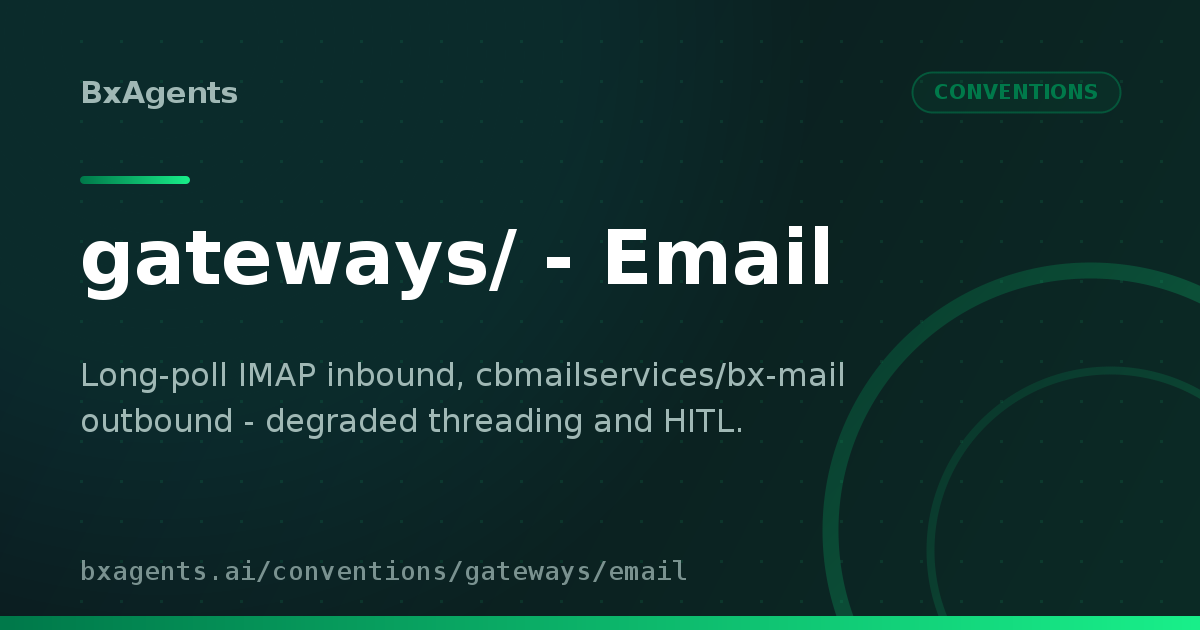 BxAgents
CONVENTIONS
gateways/ - Email
Long-poll IMAP inbound, cbmailservices/bx-mail
outbound - degraded threading and HITL.
bxagents.ai/conventions/gateways/email